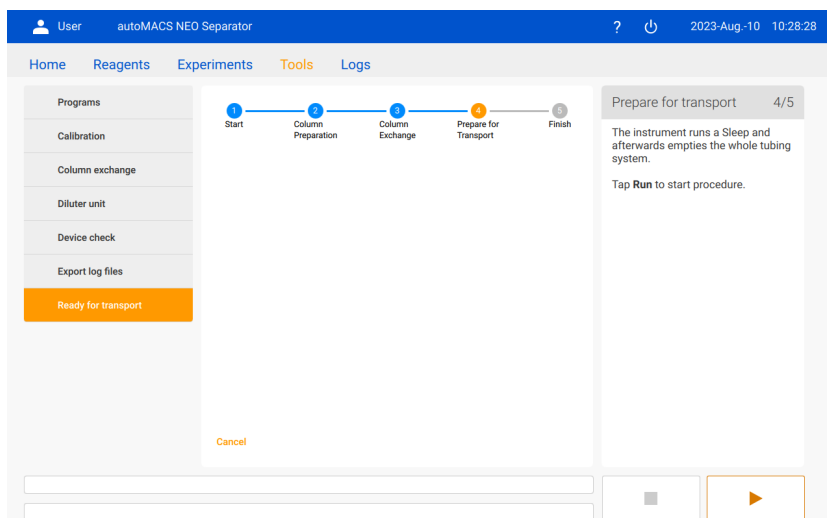 User autoMACS NEO Separator ? 2023-Aug.-10 10:28:28
Home Reagents Experiments Tools Logs
Programs
Calibration
Column exchange
Diluter unit
Device check
Export log files
Ready for transport
1 2 3 4 5
Start Column Column Prepare for Finish
Preparation Exchange Transport
Cancel
Prepare for transport 4/5
The instrument runs a Sleep and
afterwards empties the whole tubing
system.
Tap Run to start procedure.